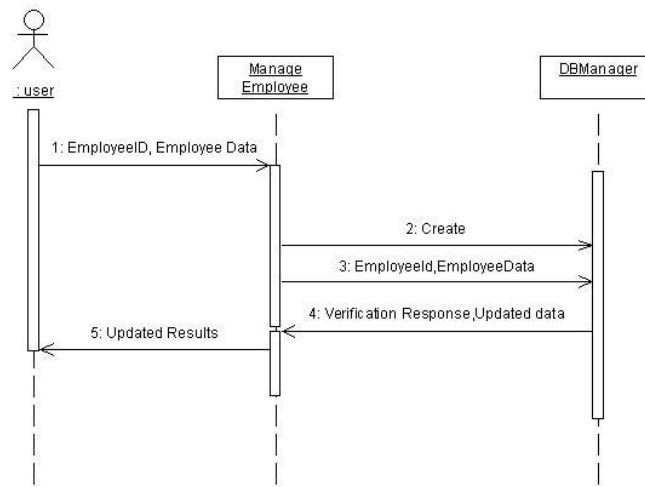 : user
Manage
Employee
DBManager
1: EmployeeID, Employee Data
2: Create
3: EmployeeId,EmployeeData
4: Verification Response,Updated data
5: Updated Results